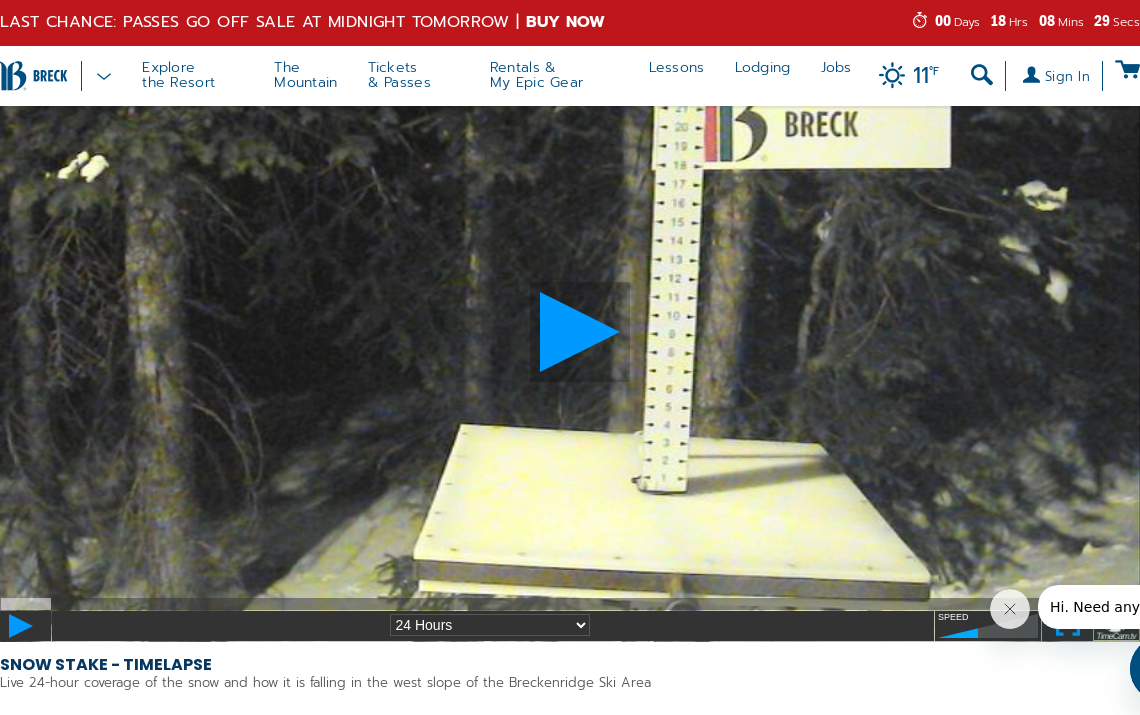 LAST CHANCE: PASSES GO OFF SALE AT MIDNIGHT TOMORROW | BUY NOW
00 Days 18 Hrs 08 Mins 29 Secs
BRECK
Explore
the Resort
The
Mountain
Tickets
& Passes
Rentals &
My Epic Gear
Lessons
Lodging
Jobs
11°F
Sign In
BRECK
21
20
19
18
17
16
15
14
13
12
11
10
9
8
7
6
5
4
3
2
1
24 Hours
SPEED
Hi. Need any
TimeCam.tv
SNOW STAKE - TIMELAPSE
Live 24-hour coverage of the snow and how it is falling in the west slope of the Breckenridge Ski Area